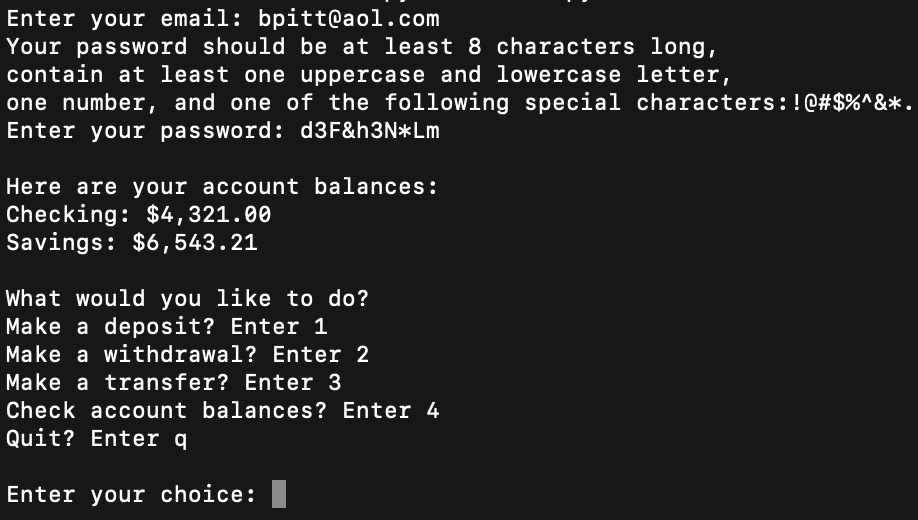 Enter your email: bpitt@aol.com
Your password should be at least 8 characters long,
contain at least one uppercase and lowercase letter,
one number, and one of the following special characters:!@#$%^&*.
Enter your password: d3F&h3N*Lm
Here are your account balances:
Checking: $4,321.00
Savings: $6,543.21
What would you like to do?
Make a deposit? Enter 1
Make a withdrawal? Enter 2
Make a transfer? Enter 3
Check account balances? Enter 4
Quit? Enter q
Enter your choice: